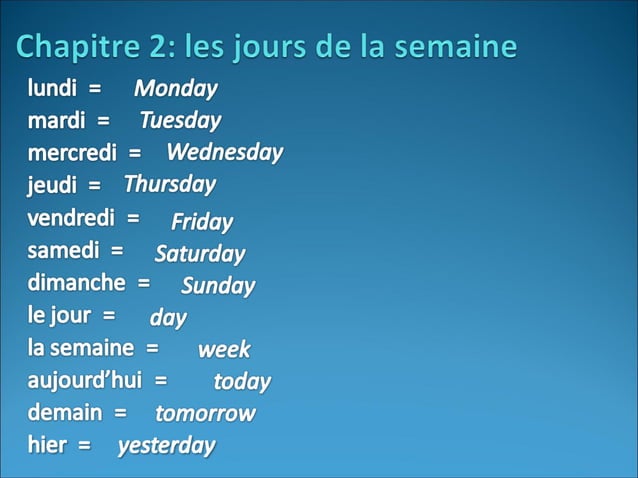 Chapitre 2: les jours de la semaine
lundi = Monday
mardi = Tuesday
mercredi = Wednesday
jeudi = Thursday
vendredi = Friday
samedi = Saturday
dimanche = Sunday
le jour = day
la semaine = week
aujourd’hui = today
demain = tomorrow
hier = yesterday